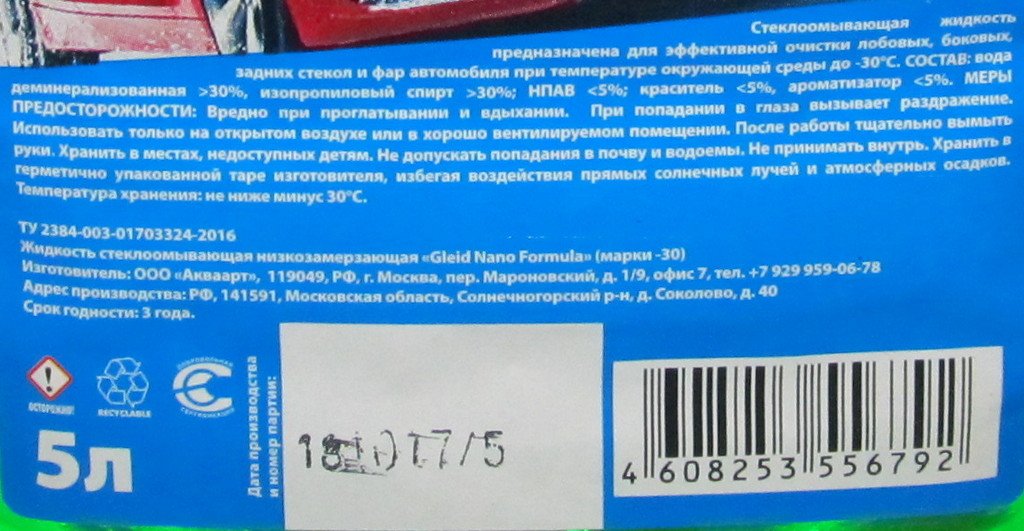 Стеклоомывающая жидкость
предназначена для эффективной очистки лобовых, боковых,
задних стекол и фар автомобиля при температуре окружающей среды до -30°С. СОСТАВ: вода
деминерализованная >30%, изопропиловый спирт >30%; НПАВ <5%; краситель <5%, ароматизатор <5%. МЕРЫ
ПРЕДОСТОРОЖНОСТИ: Вредно при проглатывании и вдыхании. При попадании в глаза вызывает раздражение.
Использовать только на открытом воздухе или в хорошо вентилируемом помещении. После работы тщательно вымыть
руки. Хранить в местах, недоступных детям. Не допускать попадания в почву и водоемы. Не принимать внутрь. Хранить в
герметично упакованной таре изготовителя, избегая воздействия прямых солнечных лучей и атмосферных осадков.
Температура хранения: не ниже минус 30°С.
ТУ 2384-003-01703324-2016
Жидкость стеклоомывающая низкозамерзающая «Gleid Nano Formula» (марки -30)
Изготовитель: ООО «Акваарт», 119049, РФ, г. Москва, пер. Мароновский, д. 1/9, офис 7, тел. +7 929 959-06-78
Адрес производства: РФ, 141591, Московская область, Солнечногорский р-н, д. Соколово, д. 40
Срок годности: 3 года.
ОСТОРОЖНО!
RECYCLABLE
ДОБРОВОЛЬНАЯ
СЕРТИФИКАЦИЯ
5л
Дата производства
и номер партии:
4 608253 556792